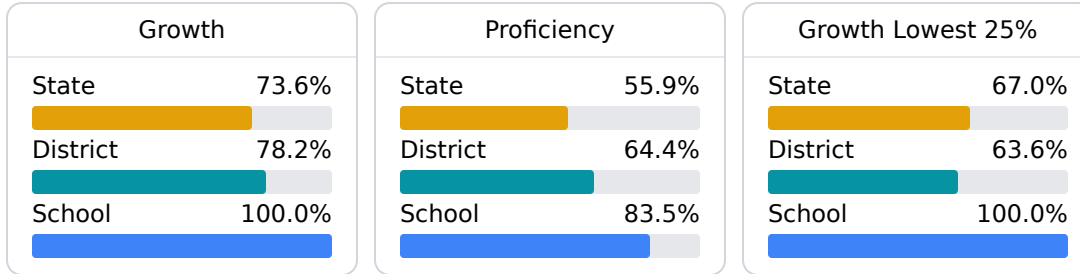 Growth
State 73.6%
District 78.2%
School 100.0%
Proficiency
State 55.9%
District 64.4%
School 83.5%
Growth Lowest 25%
State 67.0%
District 63.6%
School 100.0%